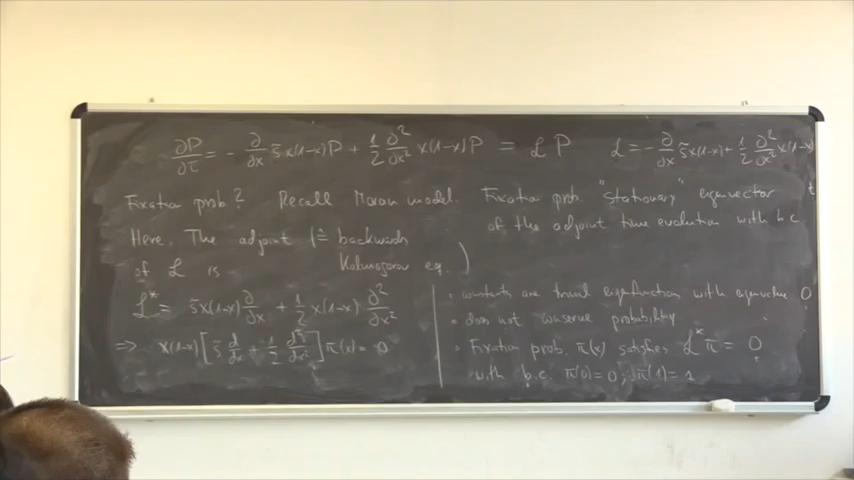 ∂P/∂τ = - ∂/∂x s̃ x(1-x)P + 1/2 ∂²/∂x² x(1-x)P = ℒ P    ℒ = - ∂/∂x s̃ x(1-x) + 1/2 ∂²/∂x² x(1-x)
Fixation prob? Recall Moran model. Fixation prob. "stationary" eigenvector
of the adjoint time evolution with b.c.
Here. The adjoint (≙ backwards
Kolmogorov eq.)
of ℒ is
ℒ* = s̃ x(1-x) ∂/∂x + 1/2 x(1-x) ∂²/∂x²
⇒ x(1-x) [ s̃ d/dx + 1/2 d²/dx² ] π(x) = 0
· constants are eigenfunction with eigenvalue 0
· does not conserve probability
· Fixation prob. π(x) satisfies ℒ* π = 0
with b.c. π(0) = 0 ; π(1) = 1